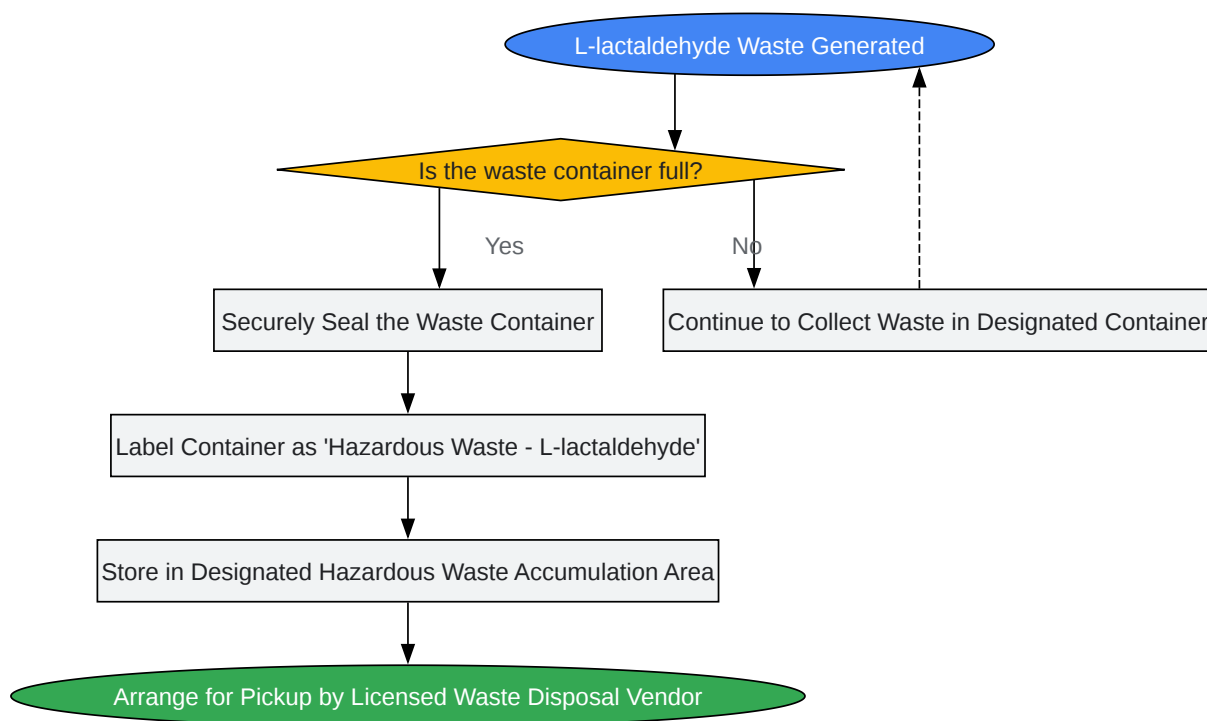 L-lactaldehyde Waste Generated
Is the waste container full?
Yes
No
Securely Seal the Waste Container
Continue to Collect Waste in Designated Container
Label Container as 'Hazardous Waste - L-lactaldehyde'
Store in Designated Hazardous Waste Accumulation Area
Arrange for Pickup by Licensed Waste Disposal Vendor